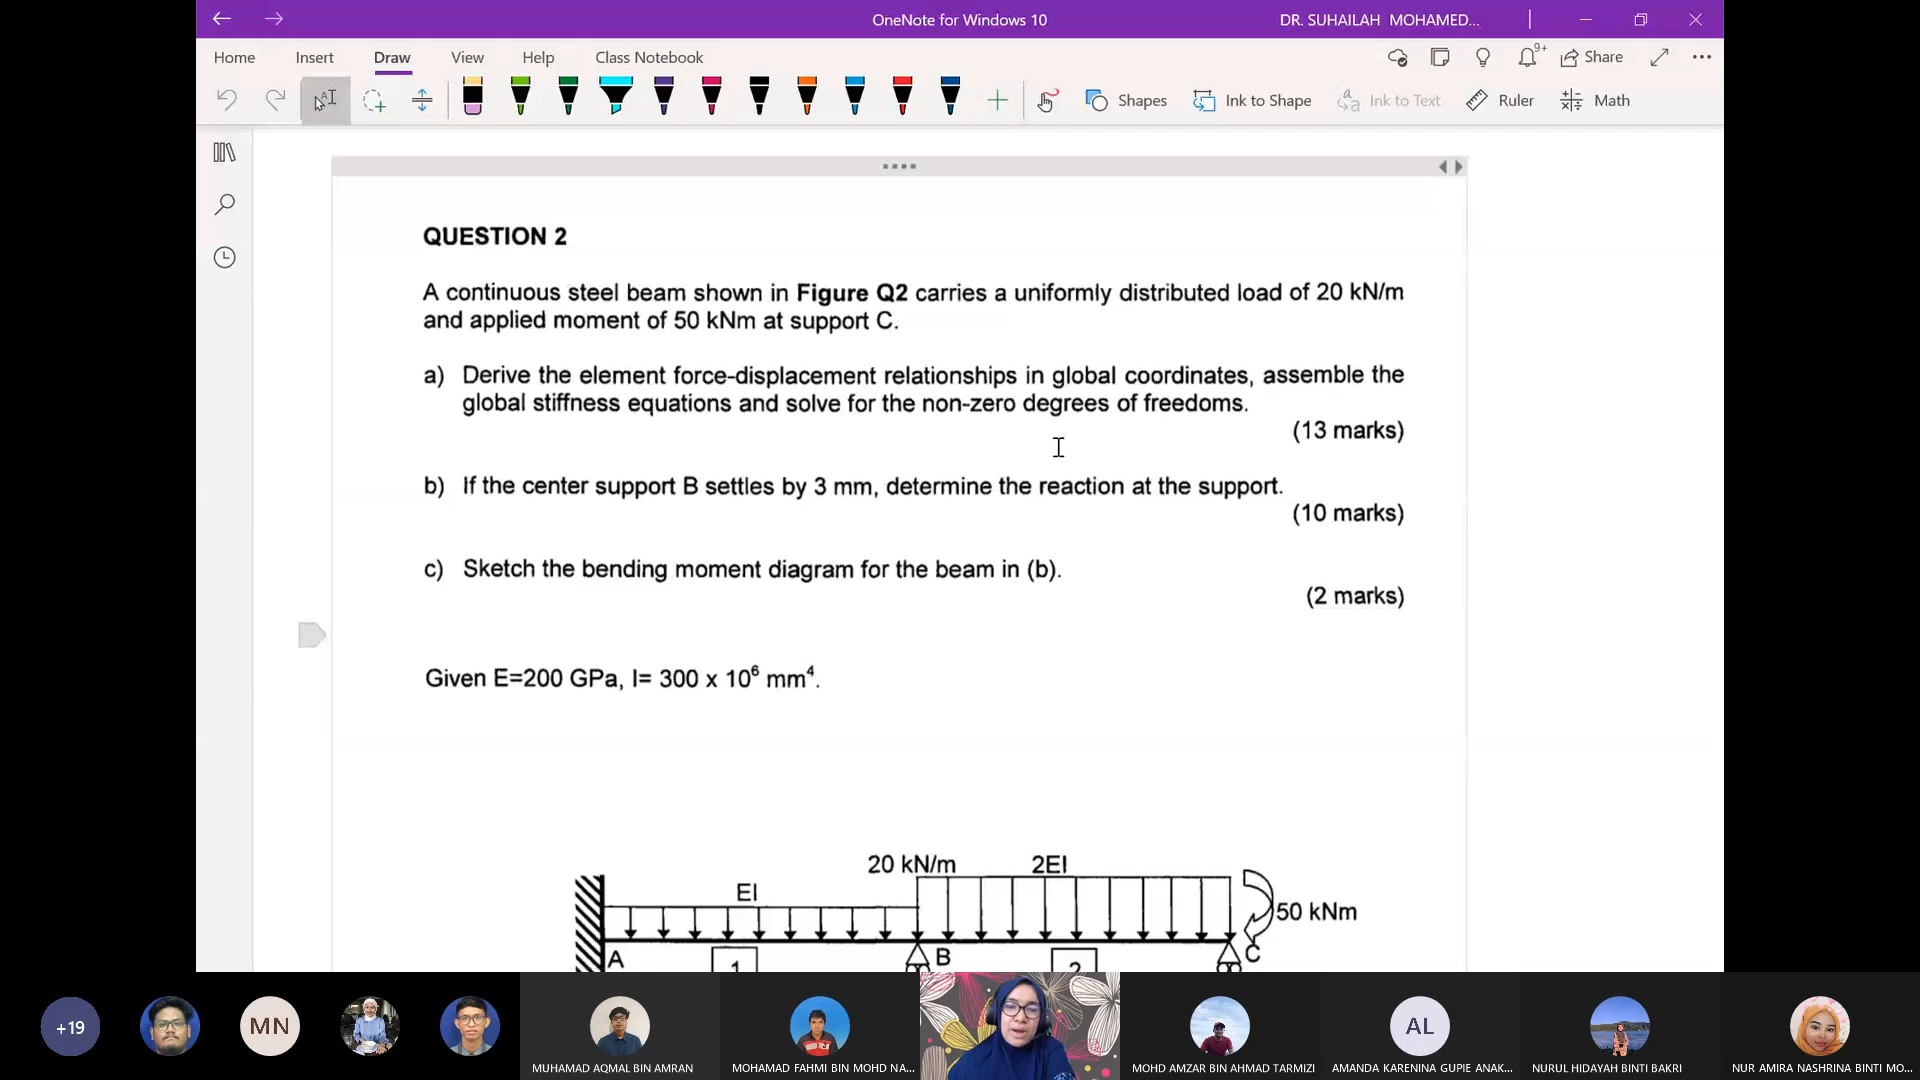 OneNote for Windows 10
DR. SUHAILAH MOHAMED...
Home Insert Draw View Help Class Notebook
9+
Share
Shapes
Ink to Shape
Ink to Text
Ruler
Math
QUESTION 2
A continuous steel beam shown in Figure Q2 carries a uniformly distributed load of 20 kN/m
and applied moment of 50 kNm at support C.
a) Derive the element force-displacement relationships in global coordinates, assemble the
global stiffness equations and solve for the non-zero degrees of freedoms.
(13 marks)
b) If the center support B settles by 3 mm, determine the reaction at the support.
(10 marks)
c) Sketch the bending moment diagram for the beam in (b).
(2 marks)
Given E=200 GPa, I= 300 x 10⁶ mm⁴.
20 kN/m
2EI
EI
50 kNm
A
1
B
2
C
+19
MN
AL
MUHAMAD AQMAL BIN AMRAN
MOHAMAD FAHMI BIN MOHD NA...
MOHD AMZAR BIN AHMAD TARMIZI
AMANDA KARENINA GUPIE ANAK...
NURUL HIDAYAH BINTI BAKRI
NUR AMIRA NASHRINA BINTI MO...